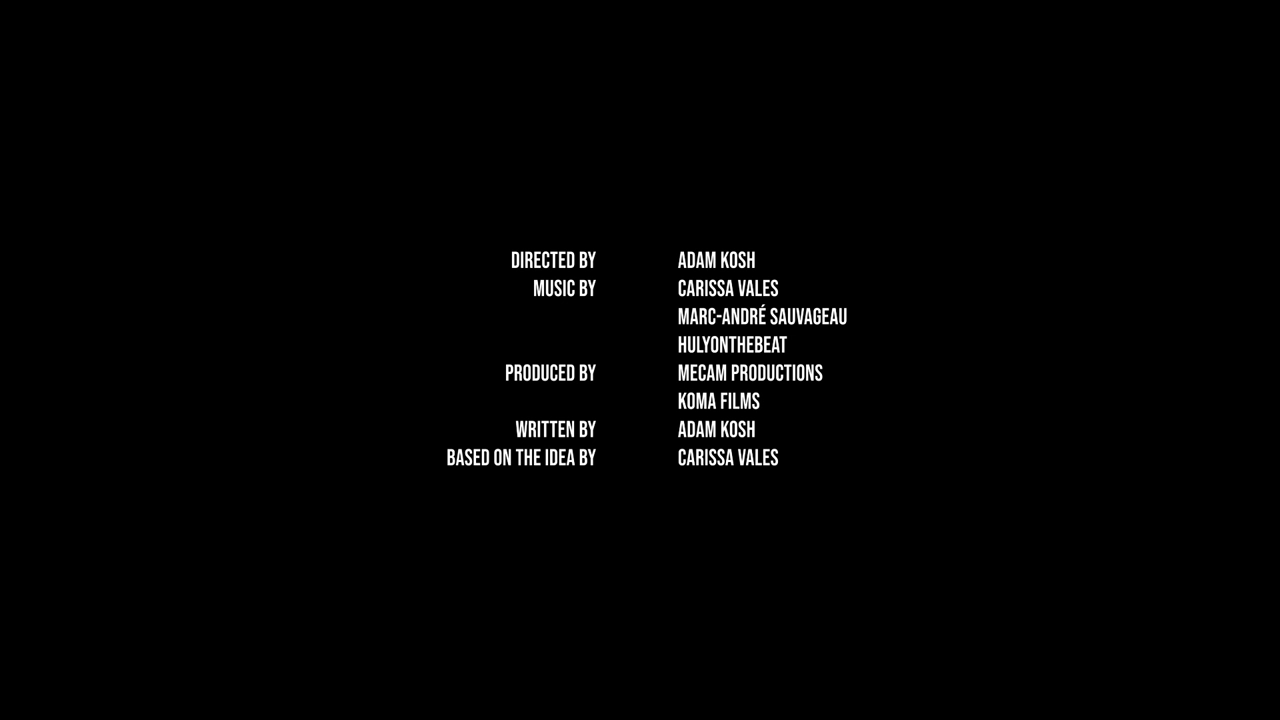 DIRECTED BY ADAM KOSH
MUSIC BY CARISSA VALES
MARC-ANDRÉ SAUVAGEAU
HULYONTHEBEAT
PRODUCED BY MECAM PRODUCTIONS
KOMA FILMS
WRITTEN BY ADAM KOSH
BASED ON THE IDEA BY CARISSA VALES